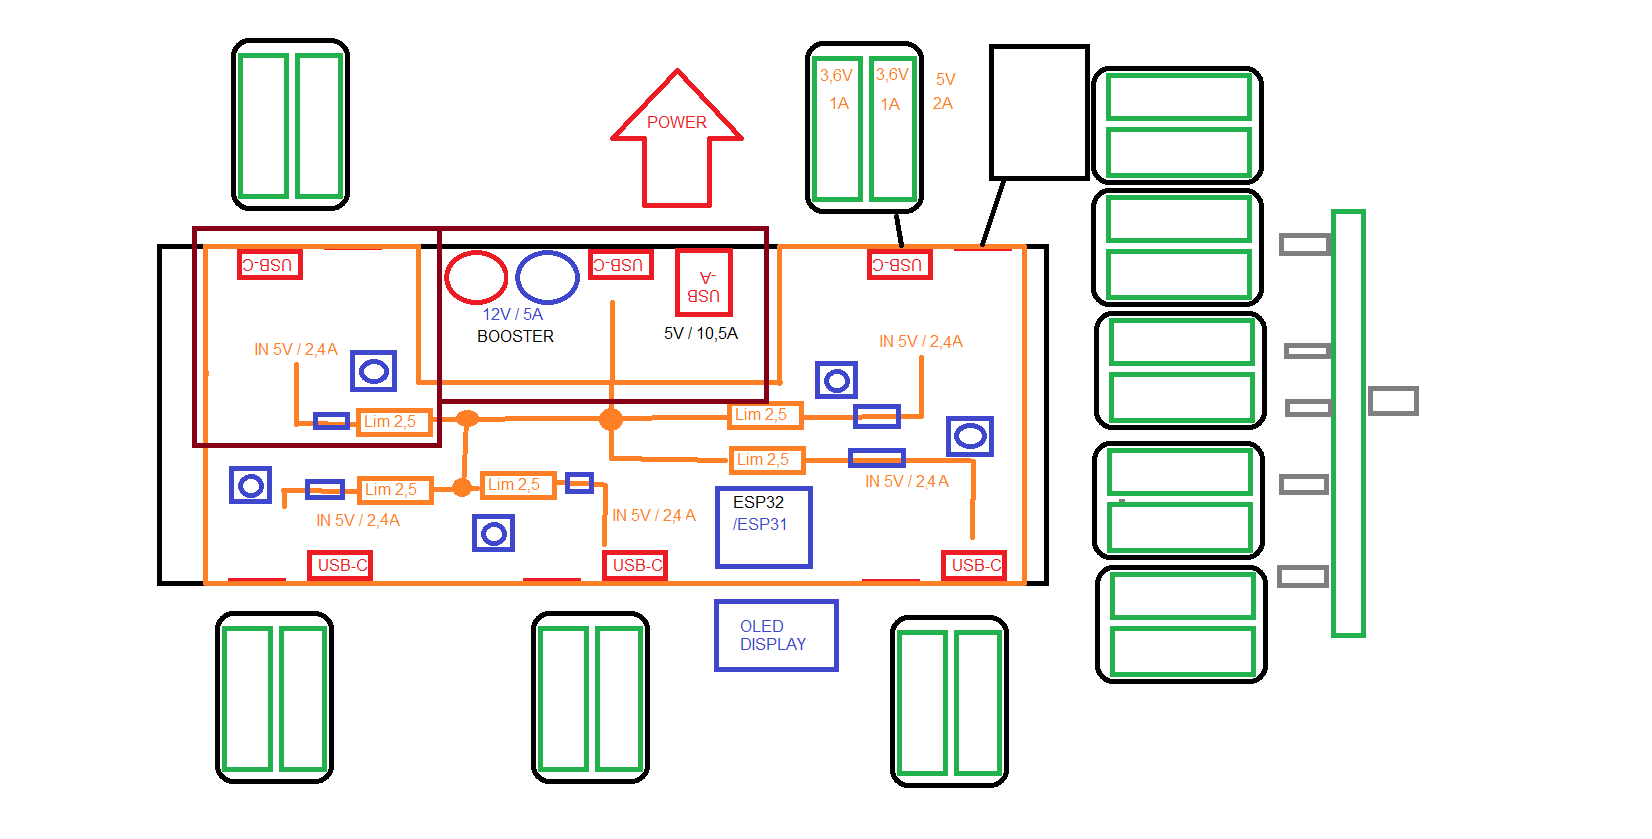 3,6V
3,6V
5V
1A
1A
2A
POWER
USB-C
USB-C
USB
-A
USB-C
12V / 5A
BOOSTER
5V / 10,5A
IN 5V / 2,4A
IN 5V / 2,4A
Lim 2,5
Lim 2,5
Lim 2,5
Lim 2,5
Lim 2,5
IN 5V / 2,4A
IN 5V / 2,4 A
IN 5V / 2,4 A
ESP32
/ESP31
USB-C
USB-C
USB-C
OLED
DISPLAY